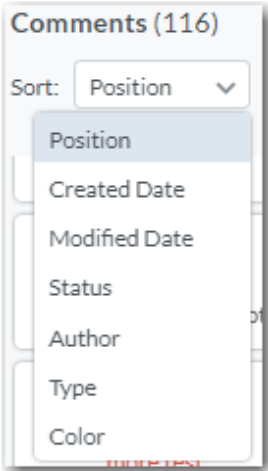 Comments (116)
Sort: Position
Position
Created Date
Modified Date
Status
Author
Type
Color